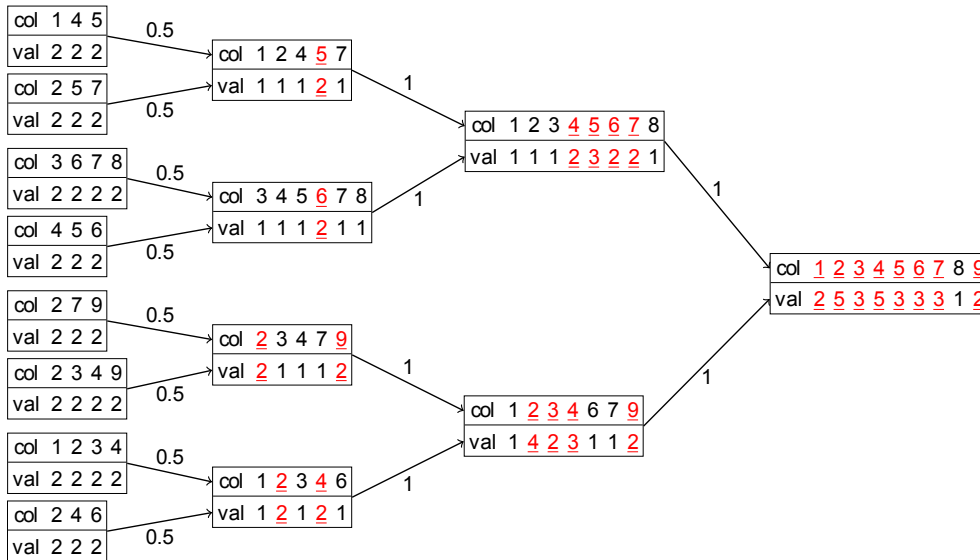 col 1 4 5
val 2 2 2
0.5
col 2 5 7
val 2 2 2
0.5
col 1 2 4 5 7
val 1 1 1 2 1
1
col 3 6 7 8
val 2 2 2 2
0.5
col 4 5 6
val 2 2 2
0.5
col 3 4 5 6 7 8
val 1 1 1 2 1 1
1
col 1 2 3 4 5 6 7 8
val 1 1 1 2 3 2 2 1
1
col 2 7 9
val 2 2 2
0.5
col 2 3 4 9
val 2 2 2 2
0.5
col 2 3 4 7 9
val 2 1 1 1 2
1
col 1 2 3 4
val 2 2 2 2
0.5
col 2 4 6
val 2 2 2
0.5
col 1 2 3 4 6
val 1 2 1 2 1
1
col 1 2 3 4 6 7 9
val 1 4 2 3 1 1 2
1
col 1 2 3 4 5 6 7 8 9
val 2 5 3 5 3 3 3 1 2